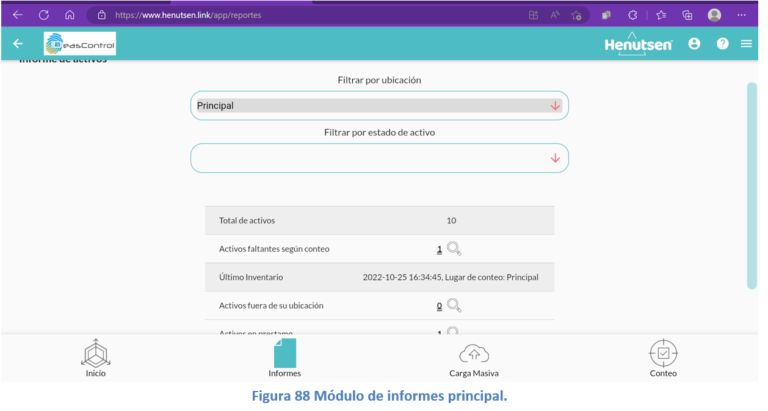 https://www.henutsen.link/app/reportes
IDeasControl
Henutsen
Informe de activos
Filtrar por ubicación
Principal
Filtrar por estado de activo
Total de activos 10
Activos faltantes según conteo 1
Último Inventario 2022-10-25 16:34:45, Lugar de conteo: Principal
Activos fuera de su ubicación 0
Activos en prestamo 1
Inicio Informes Carga Masiva Conteo
Figura 88 Módulo de informes principal.